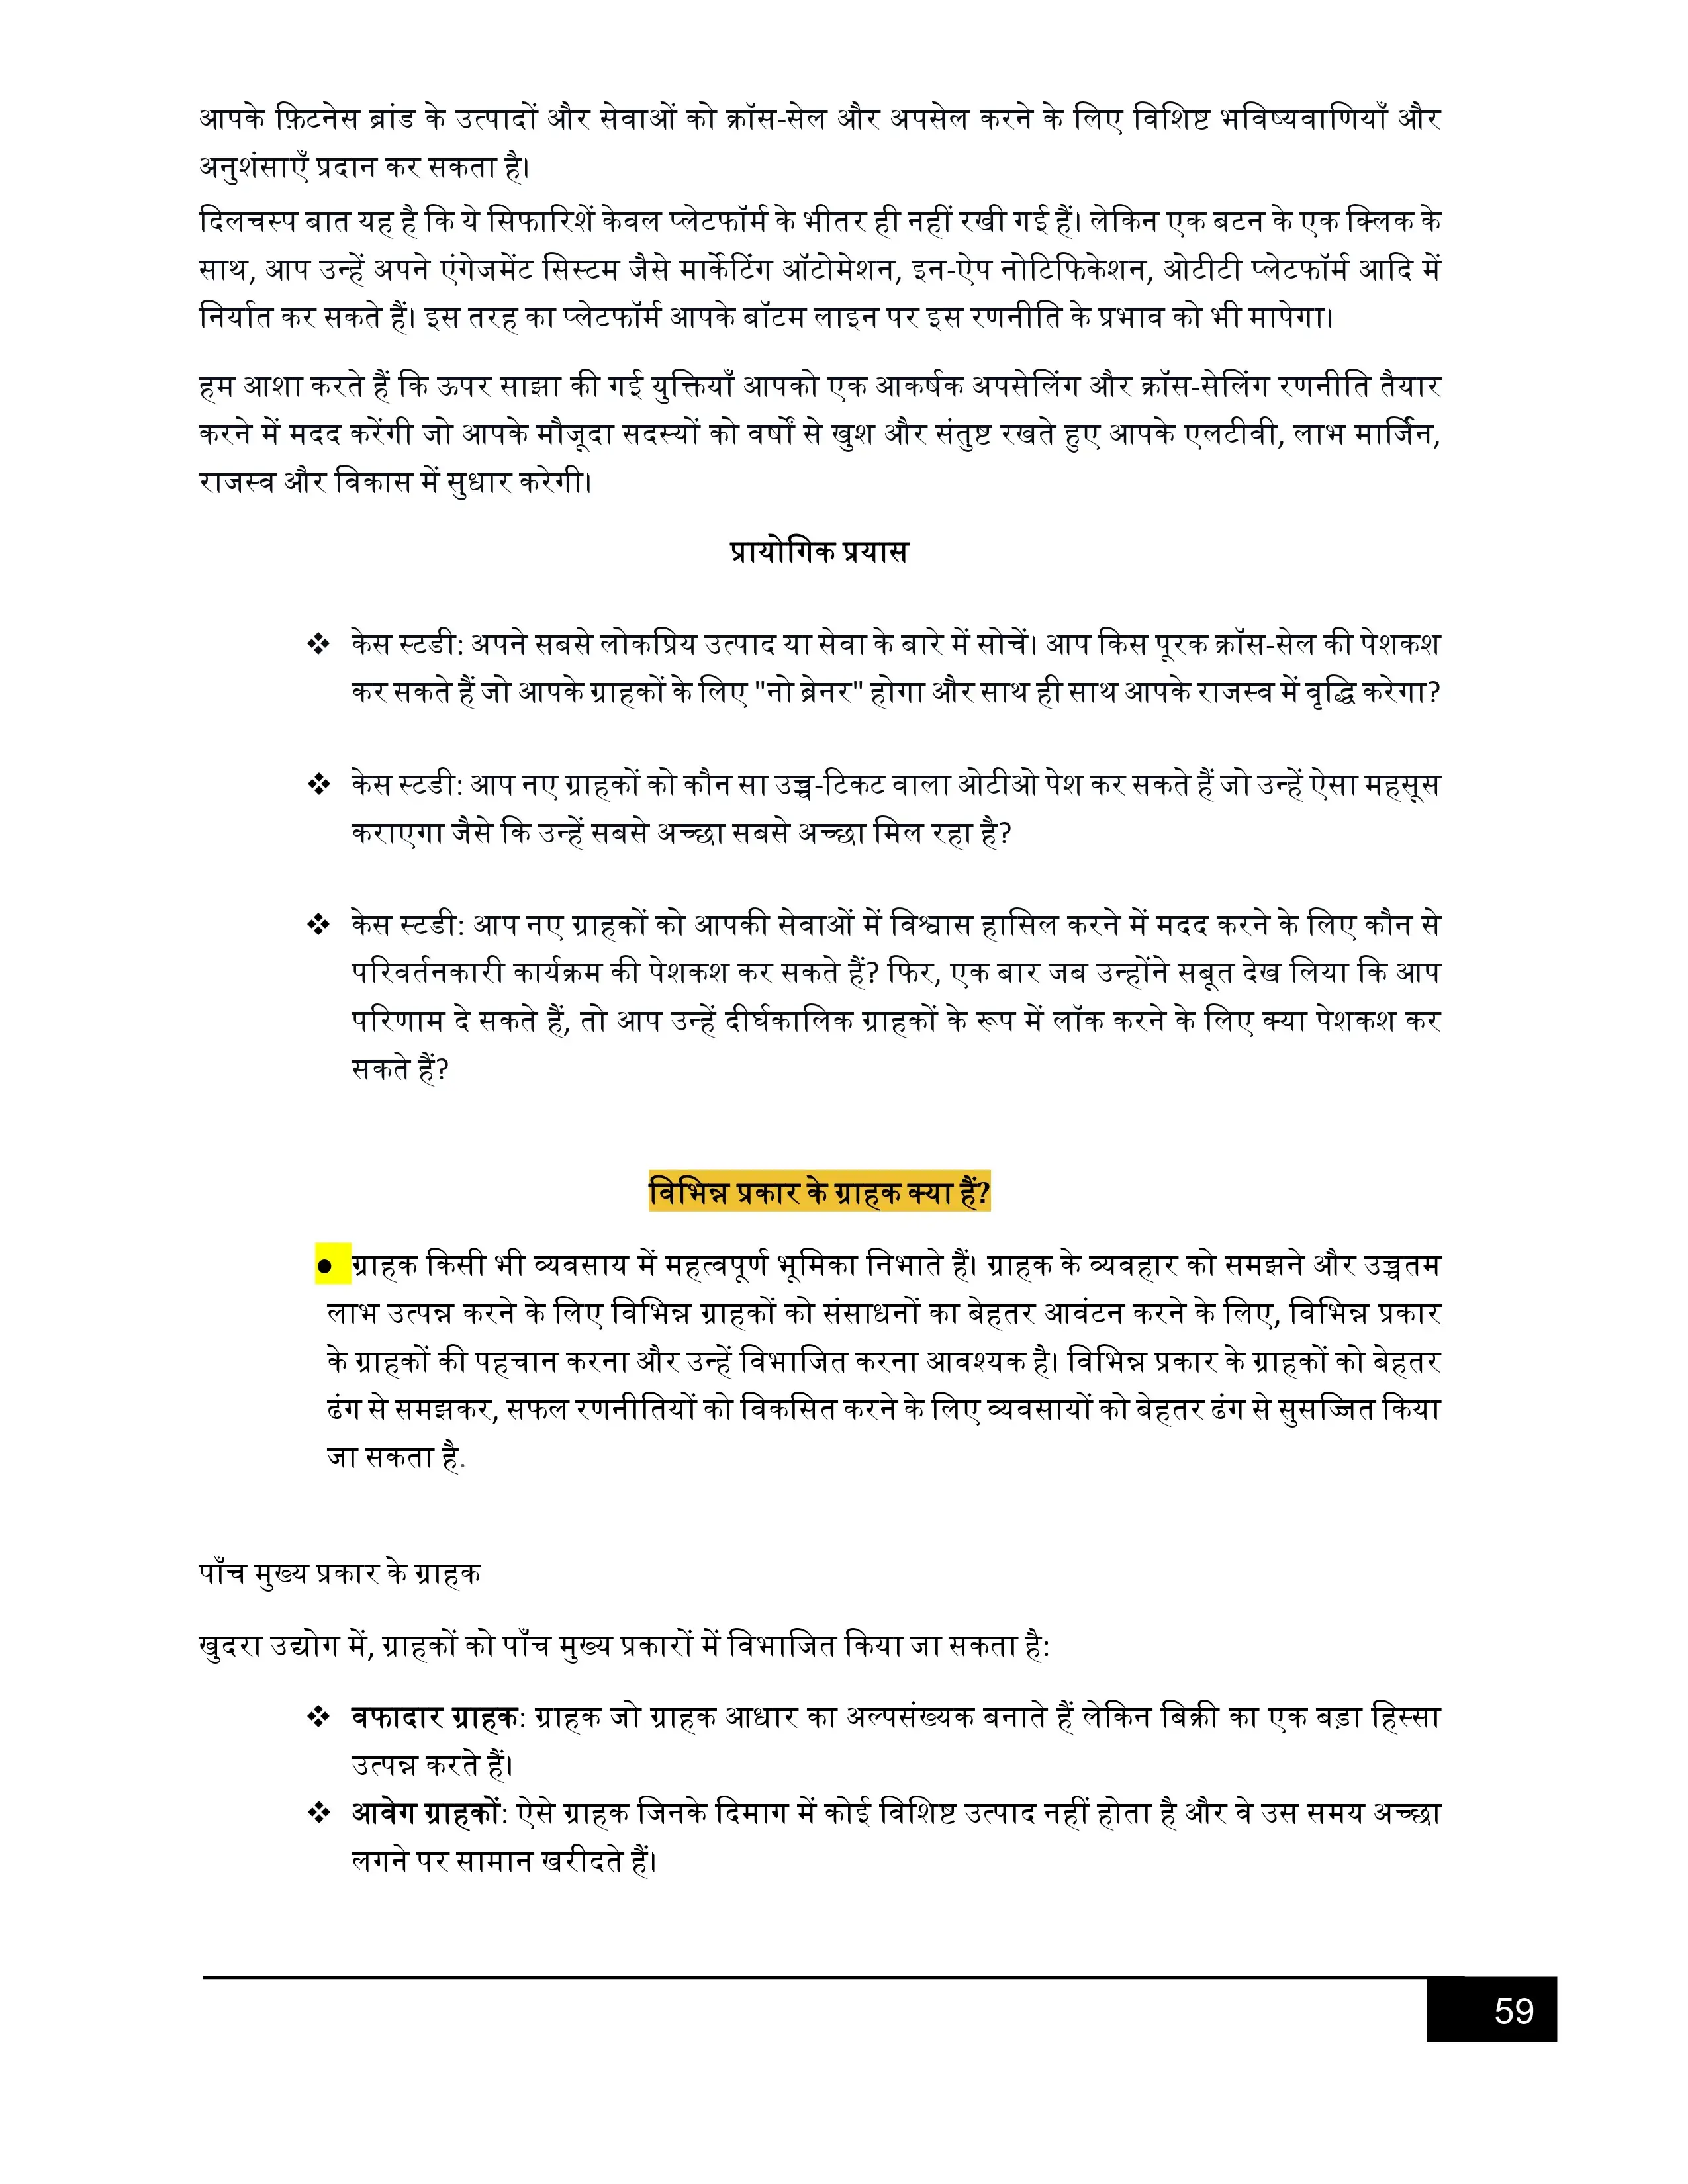 आपके फ़िटनेस ब्रांड के उत्पादों और सेवाओं को क्रॉस-सेल और अपसेल करने के लिए विशिष्ट भविष्यवाणियाँ और
अनुशंसाएँ प्रदान कर सकता है।
दिलचस्प बात यह है कि ये सिफारिशें केवल प्लेटफॉर्म के भीतर ही नहीं रखी गई हैं। लेकिन एक बटन के एक क्लिक के
साथ, आप उन्हें अपने एंगेजमेंट सिस्टम जैसे मार्केटिंग ऑटोमेशन, इन-ऐप नोटिफिकेशन, ओटीटी प्लेटफॉर्म आदि में
निर्यात कर सकते हैं। इस तरह का प्लेटफॉर्म आपके बॉटम लाइन पर इस रणनीति के प्रभाव को भी मापेगा।
हम आशा करते हैं कि ऊपर साझा की गई युक्तियाँ आपको एक आकर्षक अपसेलिंग और क्रॉस-सेलिंग रणनीति तैयार
करने में मदद करेंगी जो आपके मौजूदा सदस्यों को वर्षों से खुश और संतुष्ट रखते हुए आपके एलटीवी, लाभ मार्जिन,
राजस्व और विकास में सुधार करेगी।
प्रायोगिक प्रयास
❖ केस स्टडी: अपने सबसे लोकप्रिय उत्पाद या सेवा के बारे में सोचें। आप किस पूरक क्रॉस-सेल की पेशकश
कर सकते हैं जो आपके ग्राहकों के लिए "नो ब्रेनर" होगा और साथ ही साथ आपके राजस्व में वृद्धि करेगा?
❖ केस स्टडी: आप नए ग्राहकों को कौन सा उच्च-टिकट वाला ओटीओ पेश कर सकते हैं जो उन्हें ऐसा महसूस
कराएगा जैसे कि उन्हें सबसे अच्छा सबसे अच्छा मिल रहा है?
❖ केस स्टडी: आप नए ग्राहकों को आपकी सेवाओं में विश्वास हासिल करने में मदद करने के लिए कौन से
परिवर्तनकारी कार्यक्रम की पेशकश कर सकते हैं? फिर, एक बार जब उन्होंने सबूत देख लिया कि आप
परिणाम दे सकते हैं, तो आप उन्हें दीर्घकालिक ग्राहकों के रूप में लॉक करने के लिए क्या पेशकश कर
सकते हैं?
विभिन्न प्रकार के ग्राहक क्या हैं?
● ग्राहक किसी भी व्यवसाय में महत्वपूर्ण भूमिका निभाते हैं। ग्राहक के व्यवहार को समझने और उच्चतम
लाभ उत्पन्न करने के लिए विभिन्न ग्राहकों को संसाधनों का बेहतर आवंटन करने के लिए, विभिन्न प्रकार
के ग्राहकों की पहचान करना और उन्हें विभाजित करना आवश्यक है। विभिन्न प्रकार के ग्राहकों को बेहतर
ढंग से समझकर, सफल रणनीतियों को विकसित करने के लिए व्यवसायों को बेहतर ढंग से सुसज्जित किया
जा सकता है.
पाँच मुख्य प्रकार के ग्राहक
खुदरा उद्योग में, ग्राहकों को पाँच मुख्य प्रकारों में विभाजित किया जा सकता है:
❖ वफादार ग्राहक: ग्राहक जो ग्राहक आधार का अल्पसंख्यक बनाते हैं लेकिन बिक्री का एक बड़ा हिस्सा
उत्पन्न करते हैं।
❖ आवेग ग्राहकों: ऐसे ग्राहक जिनके दिमाग में कोई विशिष्ट उत्पाद नहीं होता है और वे उस समय अच्छा
लगने पर सामान खरीदते हैं।
59